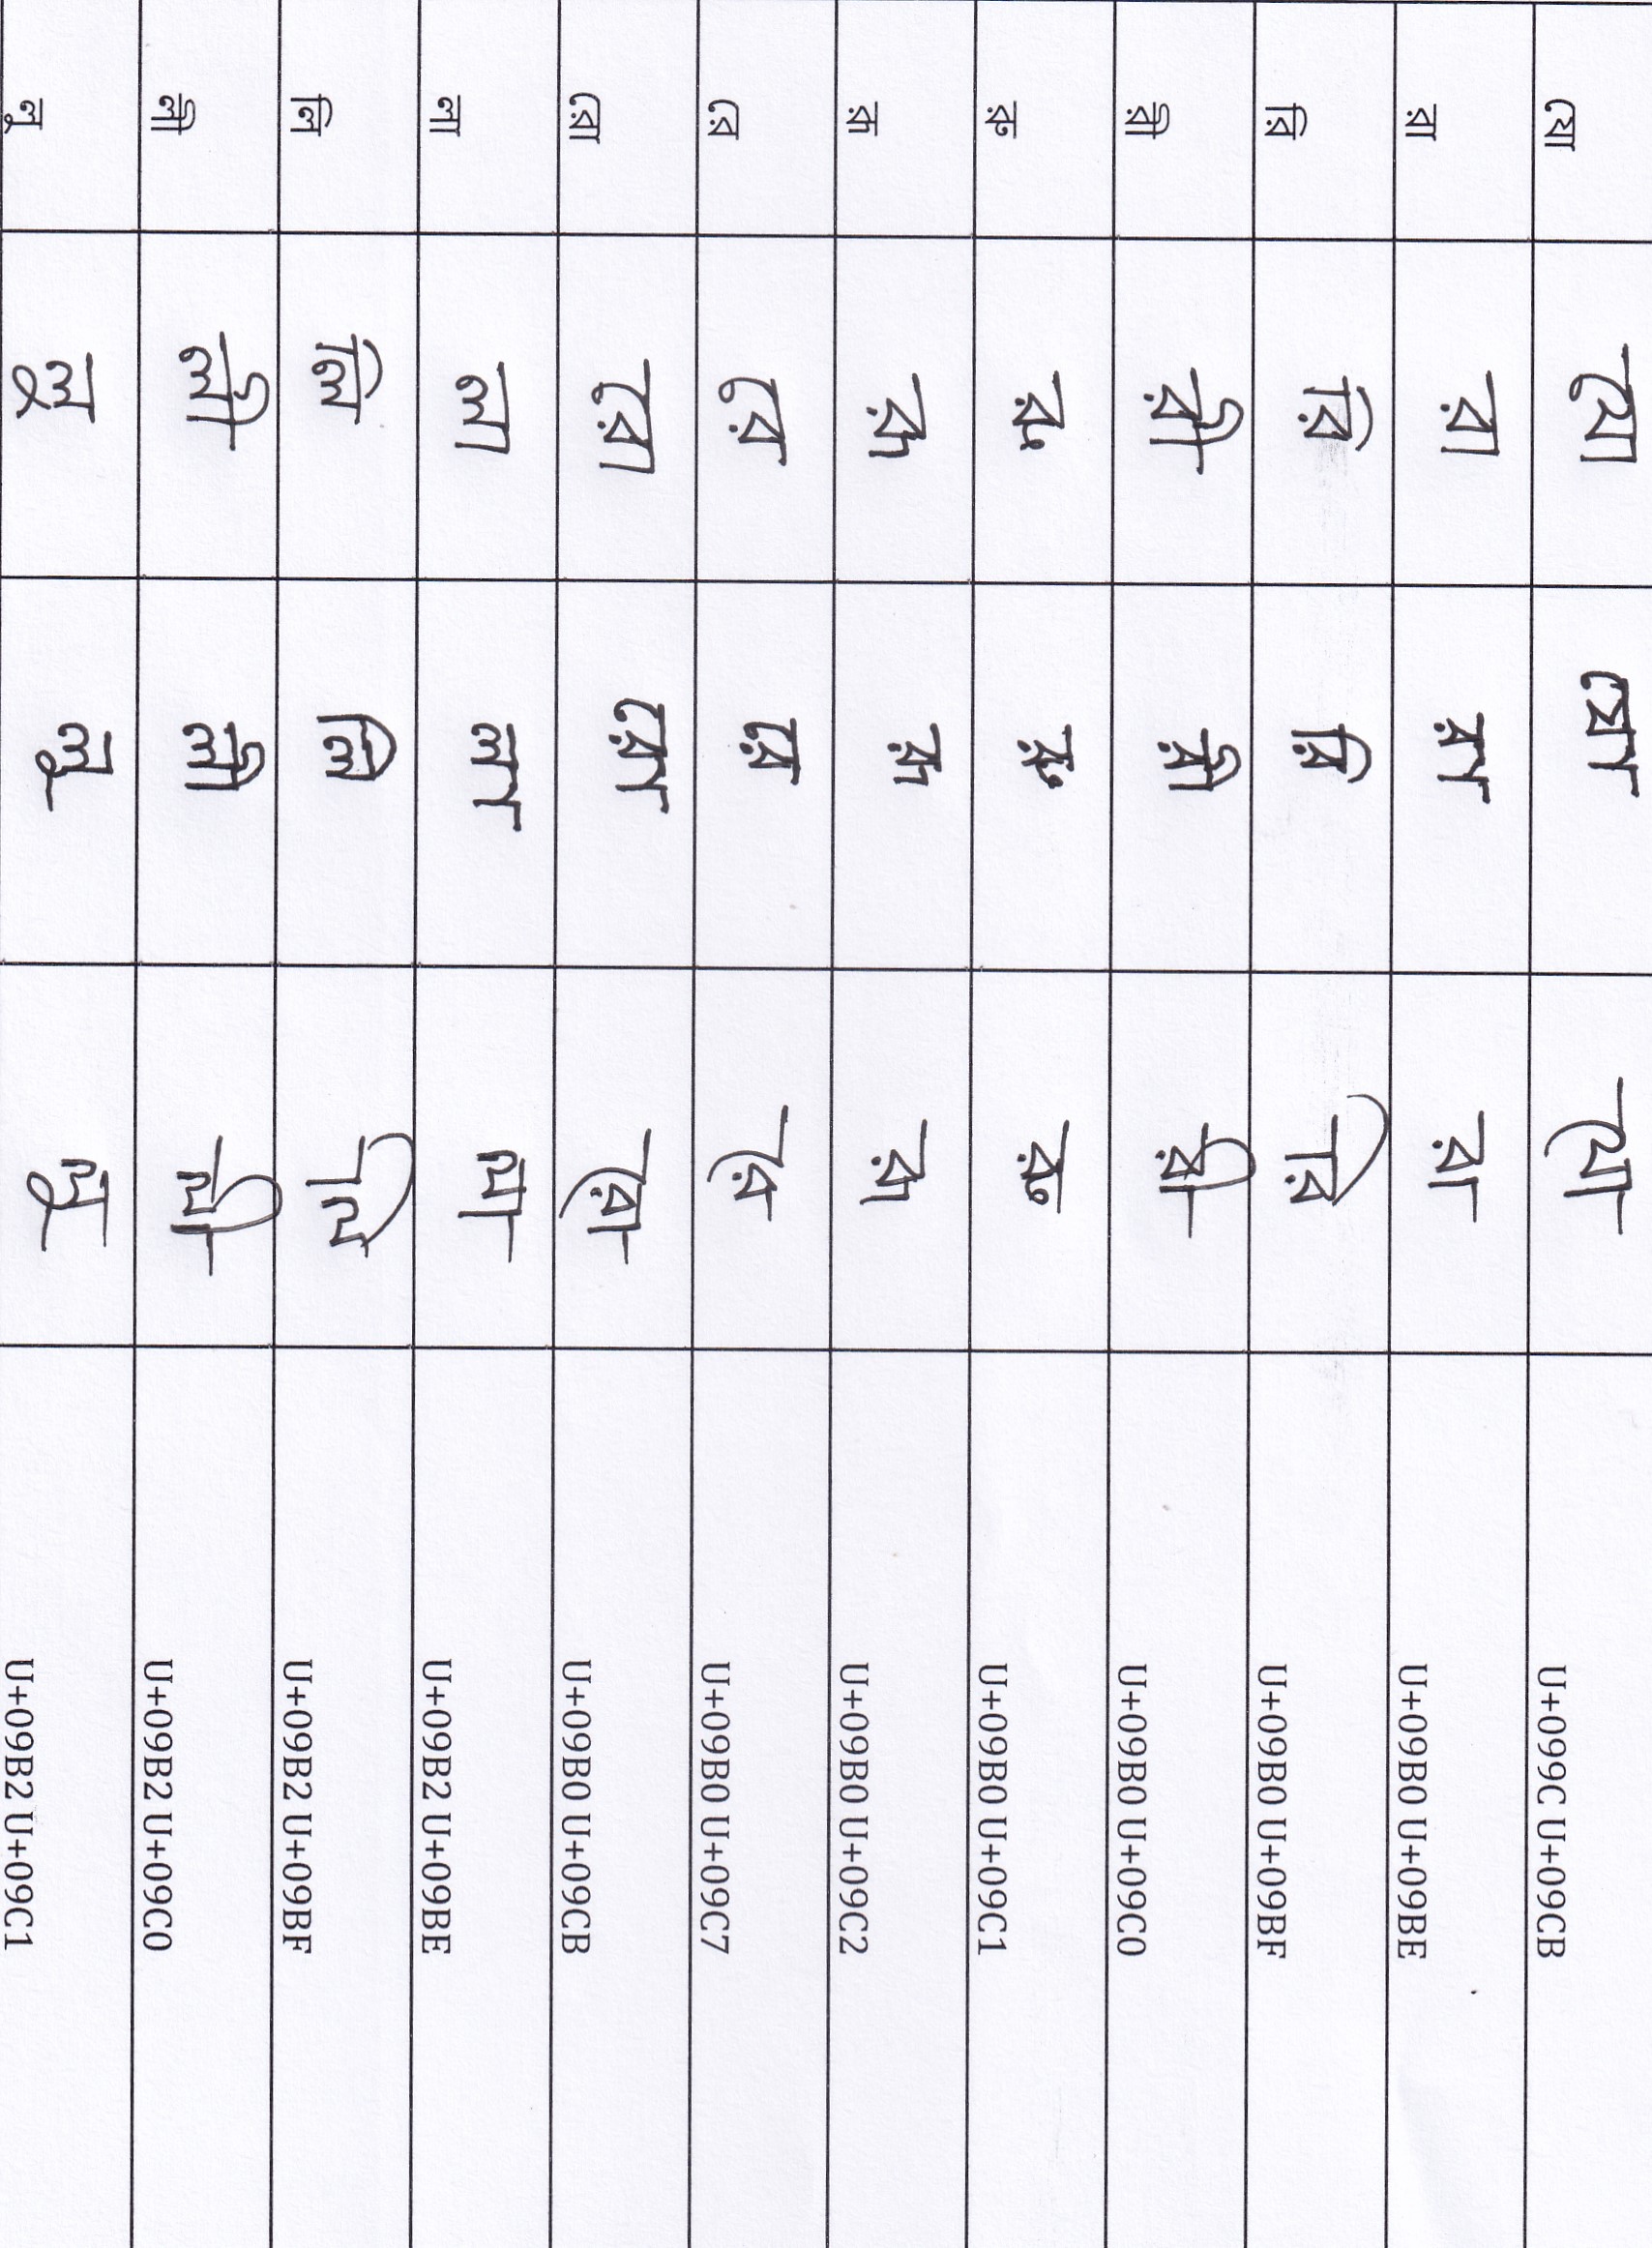 যো যো যো যো U+099C U+09CB
রা রা রা রা U+09B0 U+09BE
রি রি রি রি U+09B0 U+09BF
রী রী রী রী U+09B0 U+09C0
রু রু রু রু U+09B0 U+09C1
রূ রূ রূ রূ U+09B0 U+09C2
রে রে রে রে U+09B0 U+09C7
রো রো রো রো U+09B0 U+09CB
লা লা লা লা U+09B2 U+09BE
লি লি লি লি U+09B2 U+09BF
লী লী লী লী U+09B2 U+09C0
লু লু লু লু U+09B2 U+09C1